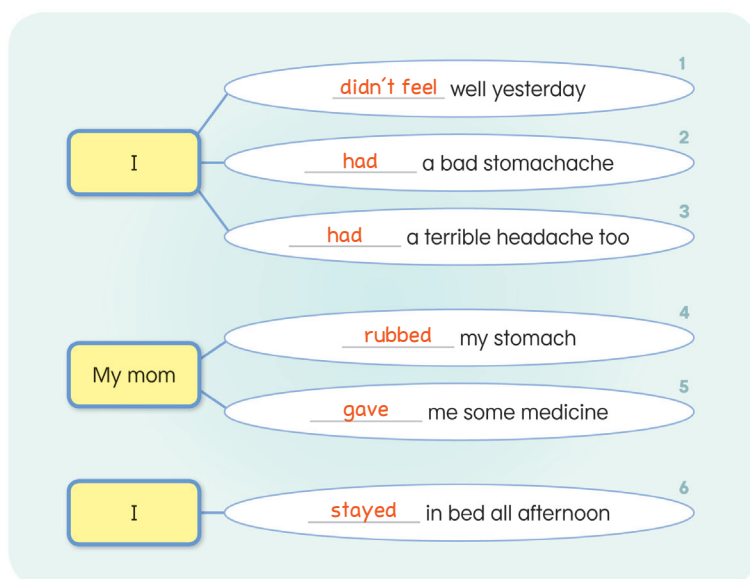 1
didn't feel well yesterday
2
I
had a bad stomachache
3
had a terrible headache too
4
rubbed my stomach
My mom
5
gave me some medicine
6
I
stayed in bed all afternoon